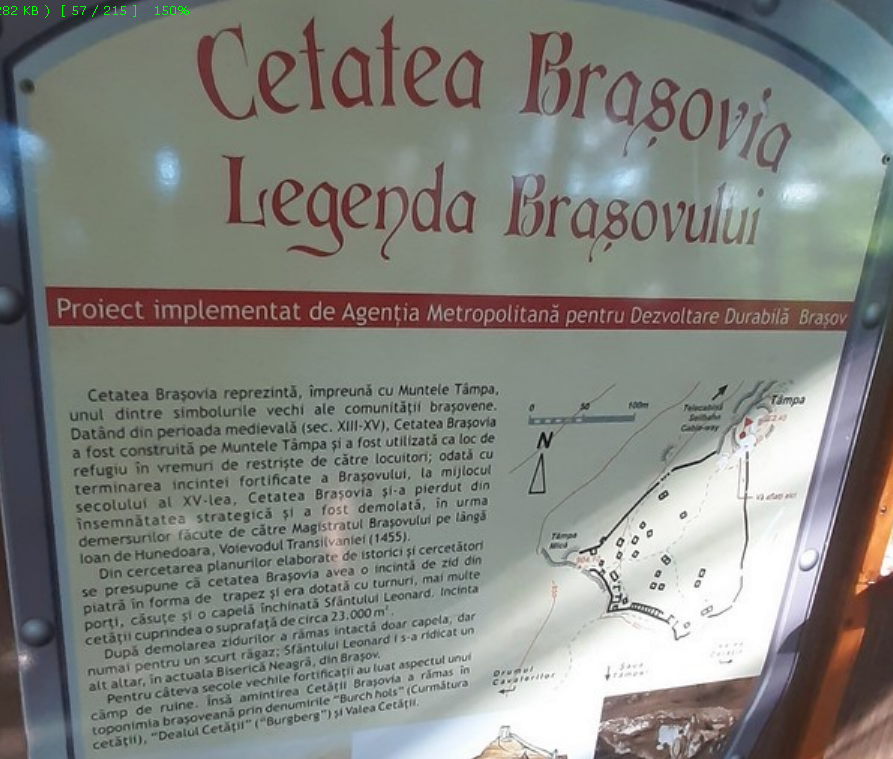 282 KB ) [ 57 / 215 ] 150%
Cetatea Brașovia
Legenda Brașovului
Proiect implementat de Agenția Metropolitană pentru Dezvoltare Durabilă Brașov
Cetatea Brașovia reprezintă, împreună cu Muntele Tâmpa,
unul dintre simbolurile vechi ale comunității brașovene.
Datând din perioada medievală (sec. XIII-XV), Cetatea Brașovia
a fost construită pe Muntele Tâmpa și a fost utilizată ca loc de
refugiu în vremuri de restriște de către locuitori; odată cu
terminarea incintei fortificate a Brașovului, la mijlocul
secolului al XV-lea, Cetatea Brașovia și-a pierdut din
însemnătatea strategică și a fost demolată, în urma
demersurilor făcute de către Magistratul Brașovului pe lângă
Ioan de Hunedoara, Voievodul Transilvaniei (1455).
Din cercetarea planurilor elaborate de istorici și cercetători
se presupune că cetatea Brașovia avea o incintă de zid din
piatră în forma de trapez și era dotată cu turnuri, mai multe
porți, căsuțe și o capelă închinată Sfântului Leonard. Incinta
cetății cuprindea o suprafață de circa 23.000 m².
După demolarea zidurilor a rămas intactă doar capela, dar
numai pentru un scurt răgaz; Sfântului Leonard i s-a ridicat un
alt altar, în actuala Biserică Neagră, din Brașov.
Pentru câteva secole vechile fortificații au luat aspectul unui
câmp de ruine. Însă amintirea Cetății Brașovia a rămas în
toponimia brașoveană prin denumirile "Burch hols" (Curmătura
cetății), "Dealul Cetății" ("Burgberg") și Valea Cetății.
0 50 100m
N
Telecabina
Seilbahn
Cable-way
Tâmpa
Vă aflați aici
Tâmpa
Mică
Drumul
Cavalerilor
Șaua
Tâmpei